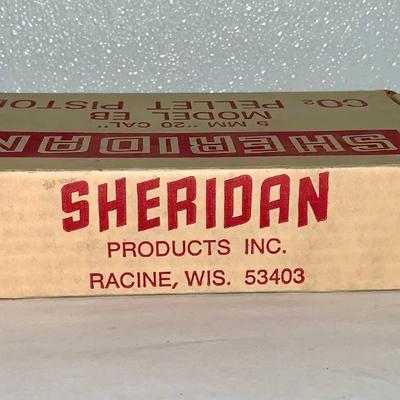 SHERIDAN
MODEL EB
5 MM "20 CAL"
CO₂ PELLET PISTOL
SHERIDAN
PRODUCTS INC.
RACINE, WIS. 53403